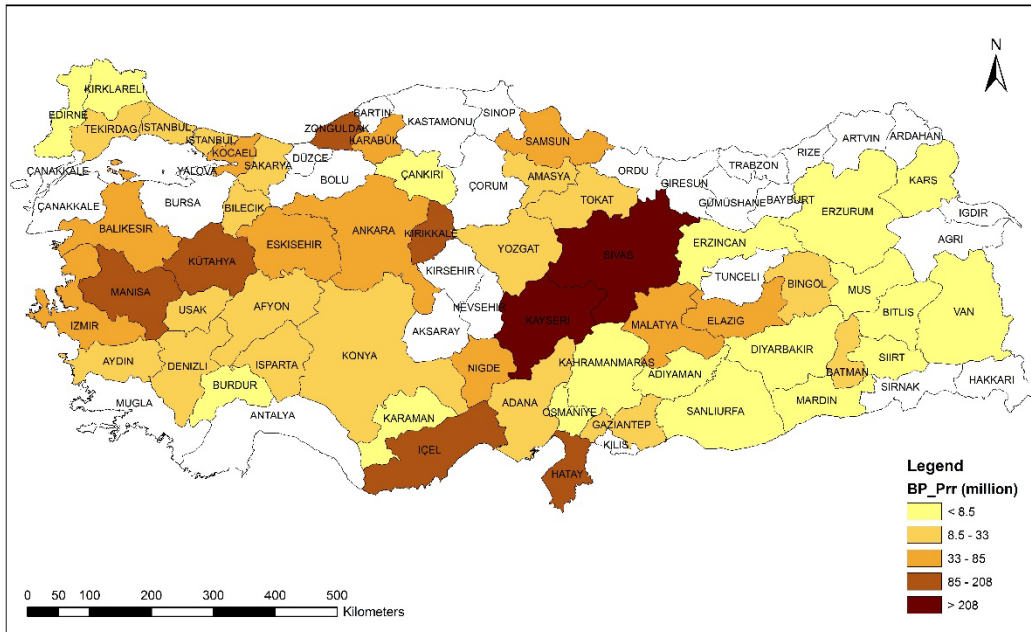 N
KIRKLARELI
EDIRNE
TEKIRDAG
ISTANBUL
ISTANBUL
KOCAELI
YALOVA
SAKARYA
DÜZCE
BOLU
ZONGULDAK
BARTIN
KARABÜK
KASTAMONU
SINOP
ÇANKIRI
SAMSUN
AMASYA
ÇORUM
TOKAT
ORDU
GIRESUN
TRABZON
GÜMÜSHANE
BAYBURT
RIZE
ARTVIN
ARDAHAN
KARS
ERZURUM
IGDIR
AGRI
ÇANAKKALE
ÇANAKKALE
BURSA
BILECIK
BALIKESIR
KÜTAHYA
ESKISEHIR
ANKARA
KIRIKKALE
YOZGAT
SIVAS
ERZINCAN
TUNCELI
BINGÖL
MUS
BITLIS
VAN
KIRSEHIR
NEVSEHIR
AKSARAY
KAYSERI
MALATYA
ELAZIG
MANISA
USAK
AFYON
IZMIR
AYDIN
DENIZLI
ISPARTA
BURDUR
KONYA
NIGDE
KAHRAMANMARAS
ADIYAMAN
DIYARBAKIR
BATMAN
SIIRT
SIRNAK
HAKKARI
MARDIN
SANLIURFA
MUGLA
ANTALYA
KARAMAN
IÇEL
ADANA
OSMANIYE
GAZIANTEP
KILIS
HATAY
Legend
BP_Prr (million)
< 8.5
8.5 - 33
33 - 85
85 - 208
> 208
0 50 100 200 300 400 500
Kilometers